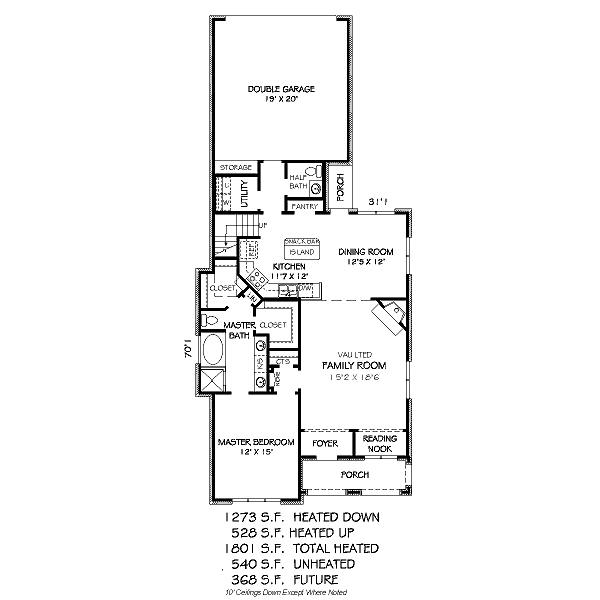 DOUBLE GARAGE
19' X 20'
STORAGE
HALF
BATH
UTILITY
PORCH
PANTRY
31'1
UP
SNACK BAR
ISLAND
DINING ROOM
12'5 X 12'
KITCHEN
11'7 X 12'
REF
D/W
CLOSET
MASTER
BATH
CLOSET
70'1
KS
CTS
VAULTED
FAMILY ROOM
15'2 X 18'6
MASTER BEDROOM
12' X 15'
FOYER
READING
NOOK
PORCH
1273 S.F. HEATED DOWN
528 S.F. HEATED UP
1801 S.F. TOTAL HEATED
540 S.F. UNHEATED
368 S.F. FUTURE
10' Ceilings Down Except Where Noted